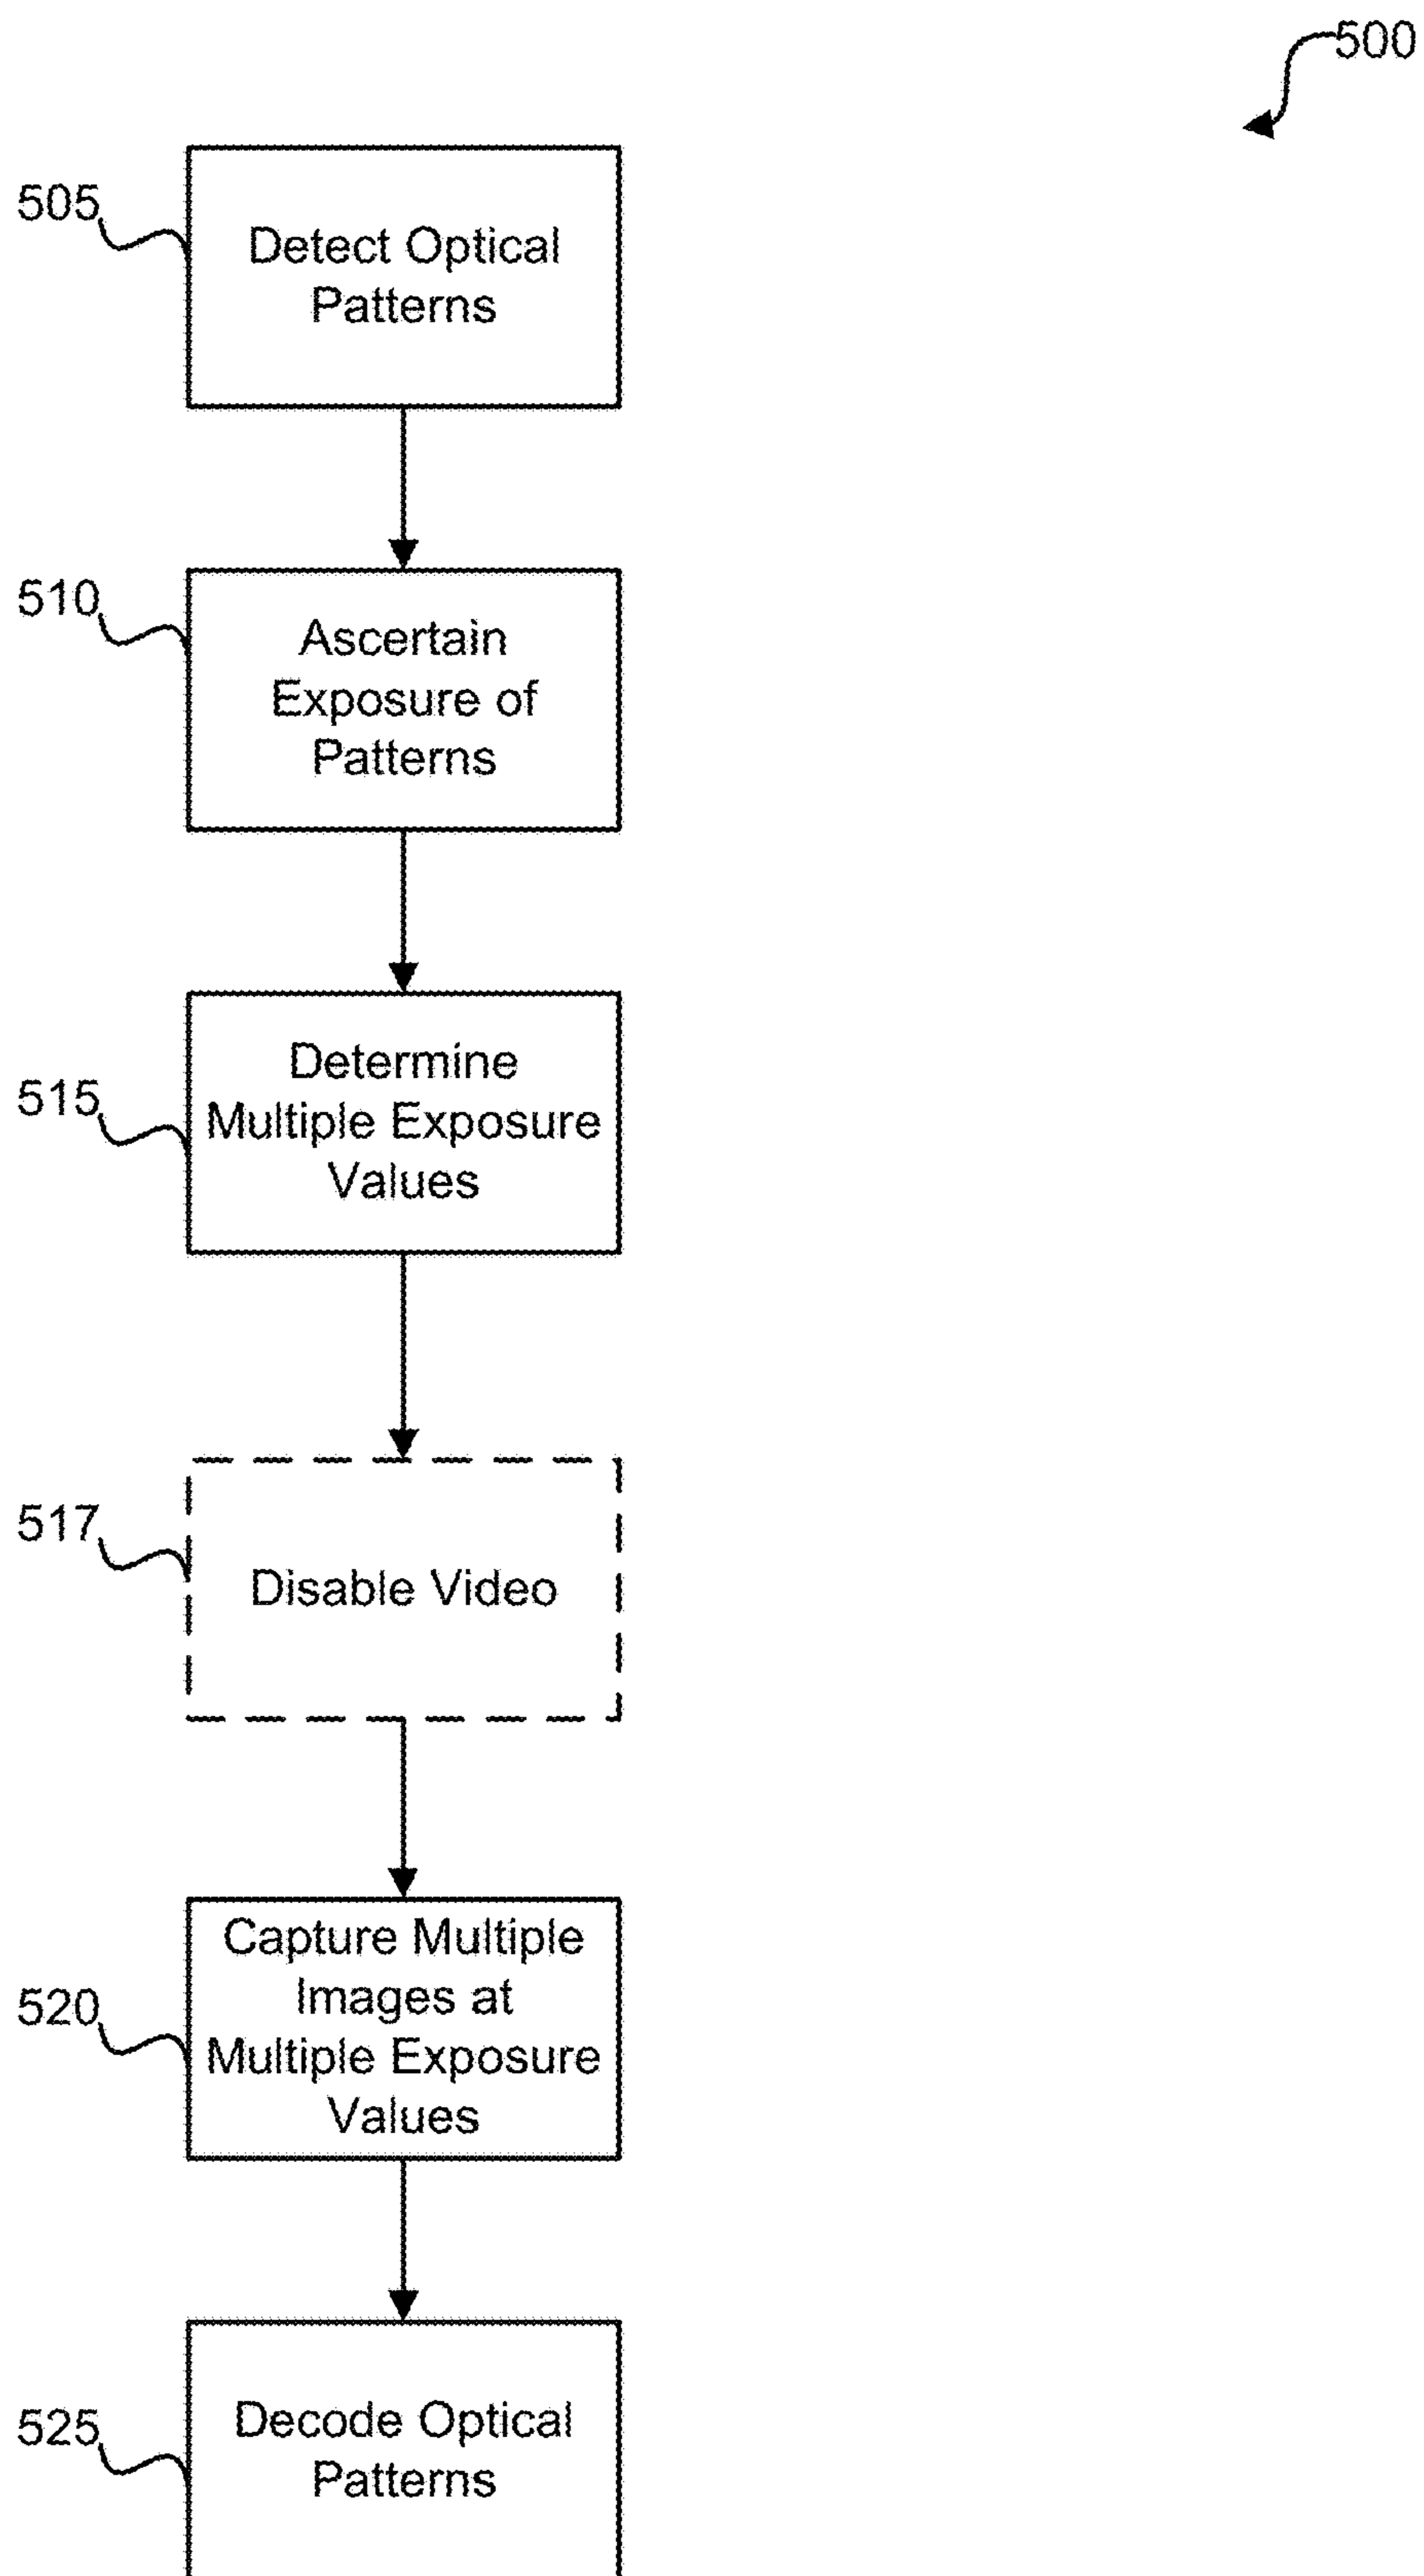 500
505
Detect Optical
Patterns
510
Ascertain
Exposure of
Patterns
515
Determine
Multiple Exposure
Values
517
Disable Video
520
Capture Multiple
Images at
Multiple Exposure
Values
525
Decode Optical
Patterns